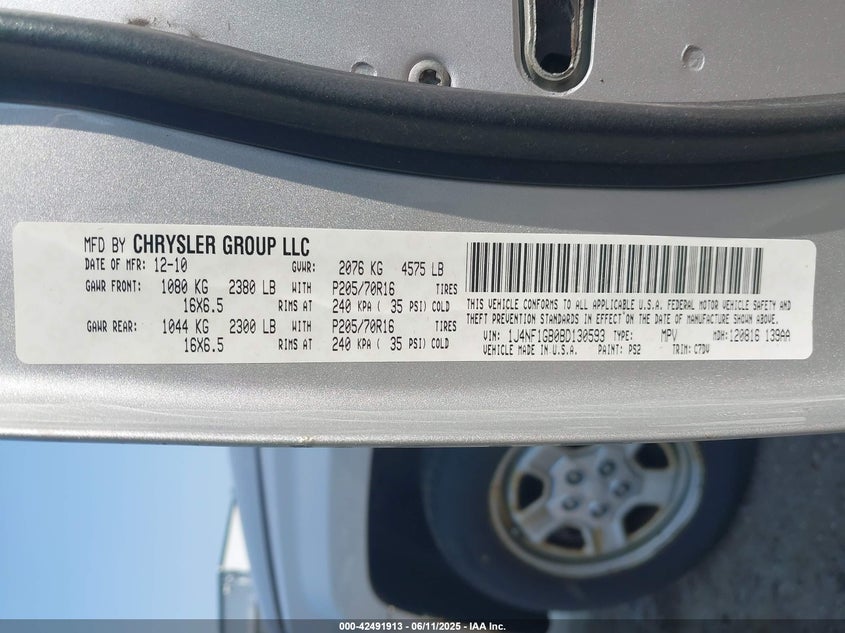 MFD BY CHRYSLER GROUP LLC
DATE OF MFR: 12-10 GVWR: 2076 KG 4575 LB
GAWR FRONT: 1080 KG 2380 LB WITH P205/70R16 TIRES
16X6.5 RIMS AT 240 KPA ( 35 PSI) COLD
GAWR REAR: 1044 KG 2300 LB WITH P205/70R16 TIRES
16X6.5 RIMS AT 240 KPA ( 35 PSI) COLD
THIS VEHICLE CONFORMS TO ALL APPLICABLE U.S.A. FEDERAL MOTOR VEHICLE SAFETY AND
THEFT PREVENTION STANDARDS IN EFFECT ON THE DATE OF MANUFACTURE SHOWN ABOVE.
VIN: 1J4NF1GB0BD130593 TYPE: MPV MDH: 120816 139AA
VEHICLE MADE IN U.S.A. PAINT: PS2 TRIM: C7DV
000-42491913 - 06/11/2025 - IAA Inc.